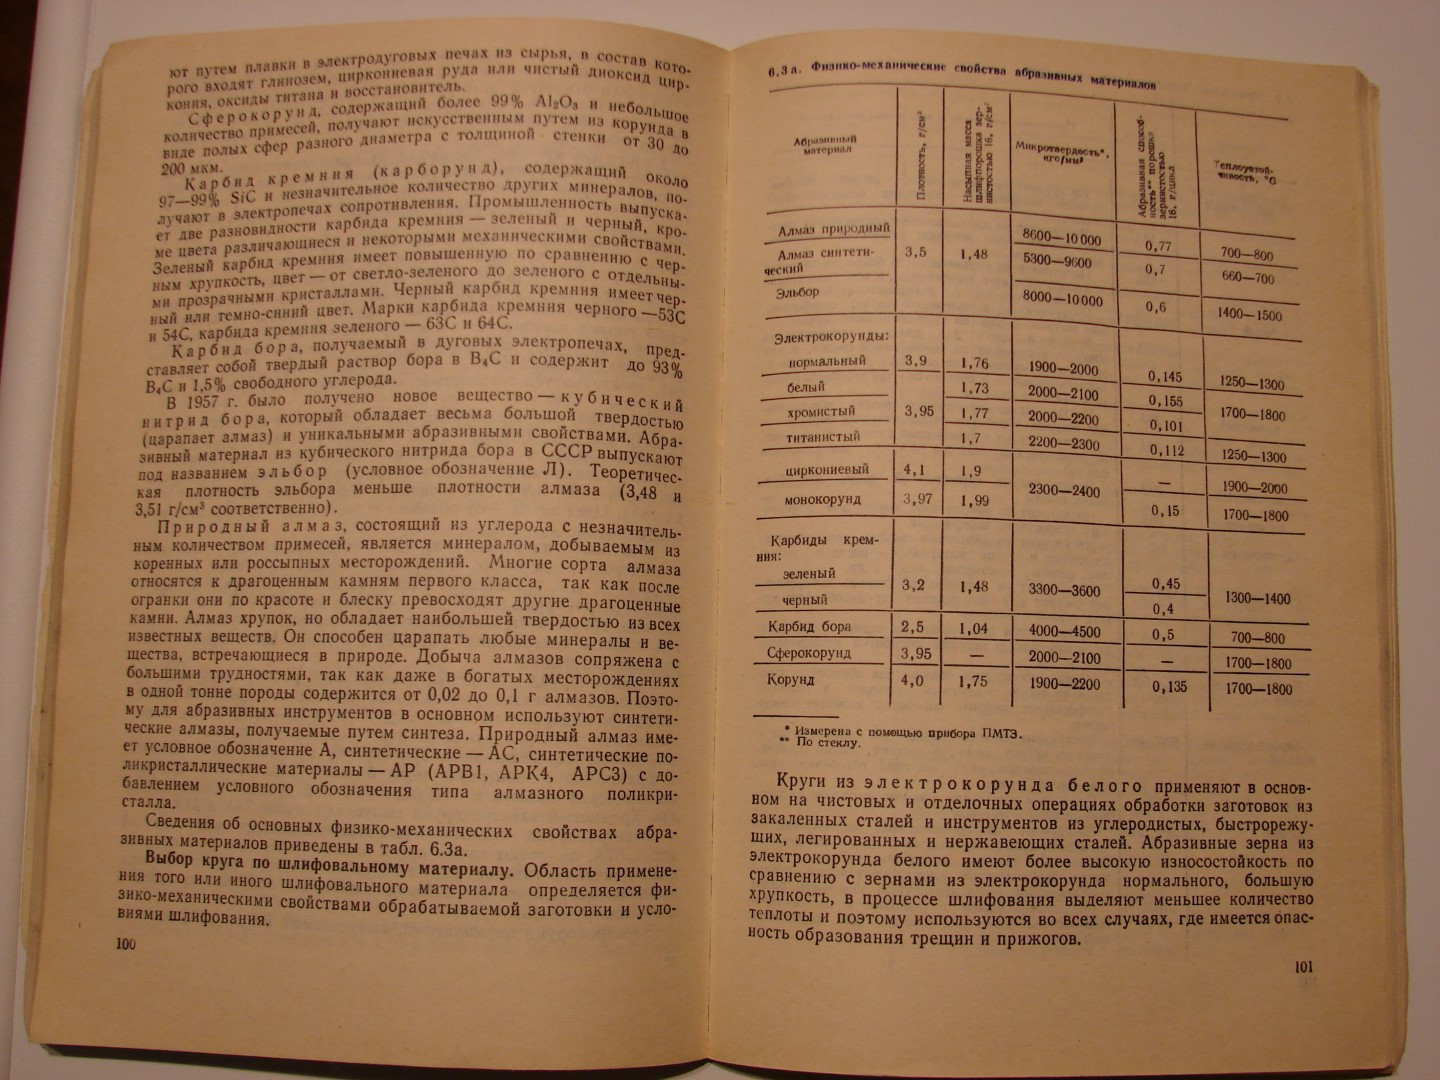 ют путем плавки в электродуговых печах из сырья, в состав кото-
рого входят глинозем, циркониевая руда или чистый диоксид цир-
кония, оксиды титана и восстановитель.
Сферокорунд, содержащий более 99% Al₂O₃ и небольшое
количество примесей, получают искусственным путем из корунда в
виде полых сфер разного диаметра с толщиной стенки от 30 до
200 мкм.
Карбид кремния (карборунд), содержащий около
97—99% SiC и незначительное количество других минералов, по-
лучают в электропечах сопротивления. Промышленность выпуска-
ет две разновидности карбида кремния — зеленый и черный, кро-
ме цвета различающиеся и некоторыми механическими свойствами.
Зеленый карбид кремния имеет повышенную по сравнению с чер-
ным хрупкость, цвет — от светло-зеленого до зеленого с отдельны-
ми прозрачными кристаллами. Черный карбид кремния имеет чер-
ный или темно-синий цвет. Марки карбида кремния черного — 53С
и 54С, карбида кремния зеленого — 63С и 64С.
Карбид бора, получаемый в дуговых электропечах, пред-
ставляет собой твердый раствор бора в B₄C и содержит до 93%
B₄C и 1,5% свободного углерода.
В 1957 г. было получено новое вещество — кубический
нитрид бора, который обладает весьма большой твердостью
(царапает алмаз) и уникальными абразивными свойствами. Абра-
зивный материал из кубического нитрида бора в СССР выпускают
под названием эльбор (условное обозначение Л). Теоретичес-
кая плотность эльбора меньше плотности алмаза (3,48 и
3,51 г/см³ соответственно).
Природный алмаз, состоящий из углерода с незначитель-
ным количеством примесей, является минералом, добываемым из
коренных или россыпных месторождений. Многие сорта алмаза
относятся к драгоценным камням первого класса, так как после
огранки они по красоте и блеску превосходят другие драгоценные
камни. Алмаз хрупок, но обладает наибольшей твердостью из всех
известных веществ. Он способен царапать любые минералы и ве-
щества, встречающиеся в природе. Добыча алмазов сопряжена с
большими трудностями, так как даже в богатых месторождениях
в одной тонне породы содержится от 0,02 до 0,1 г алмазов. Поэто-
му для абразивных инструментов в основном используют синтети-
ческие алмазы, получаемые путем синтеза. Природный алмаз име-
ет условное обозначение А, синтетические — АС, синтетические по-
ликристаллические материалы — АР (АРВ1, АРК4, АРС3) с до-
бавлением условного обозначения типа алмазного поликри-
сталла.
Сведения об основных физико-механических свойствах абра-
зивных материалов приведены в табл. 6.3а.
Выбор круга по шлифовальному материалу. Область примене-
ния того или иного шлифовального материала определяется фи-
зико-механическими свойствами обрабатываемой заготовки и усло-
виями шлифования.
100
6.3а. Физико-механические свойства абразивных материалов
Абразивный материал
Плотность, г/см³
Насыпная масса шлифпорошка зернистостью 16, г/см³
Микротвердость*, кгс/мм²
Абразивная способность** порошка зернистостью 16, г/цикл
Теплоустойчивость, °С
Алмаз природный 8600—10 000 0,77 700—800
Алмаз синтети-
ческий 3,5 1,48 5300—9600 0,7 660—700
Эльбор 8000—10 000 0,6 1400—1500
Электрокорунды:
нормальный 3,9 1,76 1900—2000 0,145 1250—1300
белый 1,73 2000—2100 0,155
хромистый 3,95 1,77 2000—2200 0,101 1700—1800
титанистый 1,7 2200—2300 0,112 1250—1300
циркониевый 4,1 1,9 — 1900—2000
2300—2400
монокорунд 3,97 1,99 0,15 1700—1800
Карбиды крем-
ния:
зеленый 0,45
3,2 1,48 3300—3600 1300—1400
черный 0,4
Карбид бора 2,5 1,04 4000—4500 0,5 700—800
Сферокорунд 3,95 — 2000—2100 — 1700—1800
Корунд 4,0 1,75 1900—2200 0,135 1700—1800
* Измерена с помощью прибора ПМТЗ.
** По стеклу.
Круги из электрокорунда белого применяют в основ-
ном на чистовых и отделочных операциях обработки заготовок из
закаленных сталей и инструментов из углеродистых, быстрорежу-
щих, легированных и нержавеющих сталей. Абразивные зерна из
электрокорунда белого имеют более высокую износостойкость по
сравнению с зернами из электрокорунда нормального, большую
хрупкость, в процессе шлифования выделяют меньшее количество
теплоты и поэтому используются во всех случаях, где имеется опас-
ность образования трещин и прижогов.
101